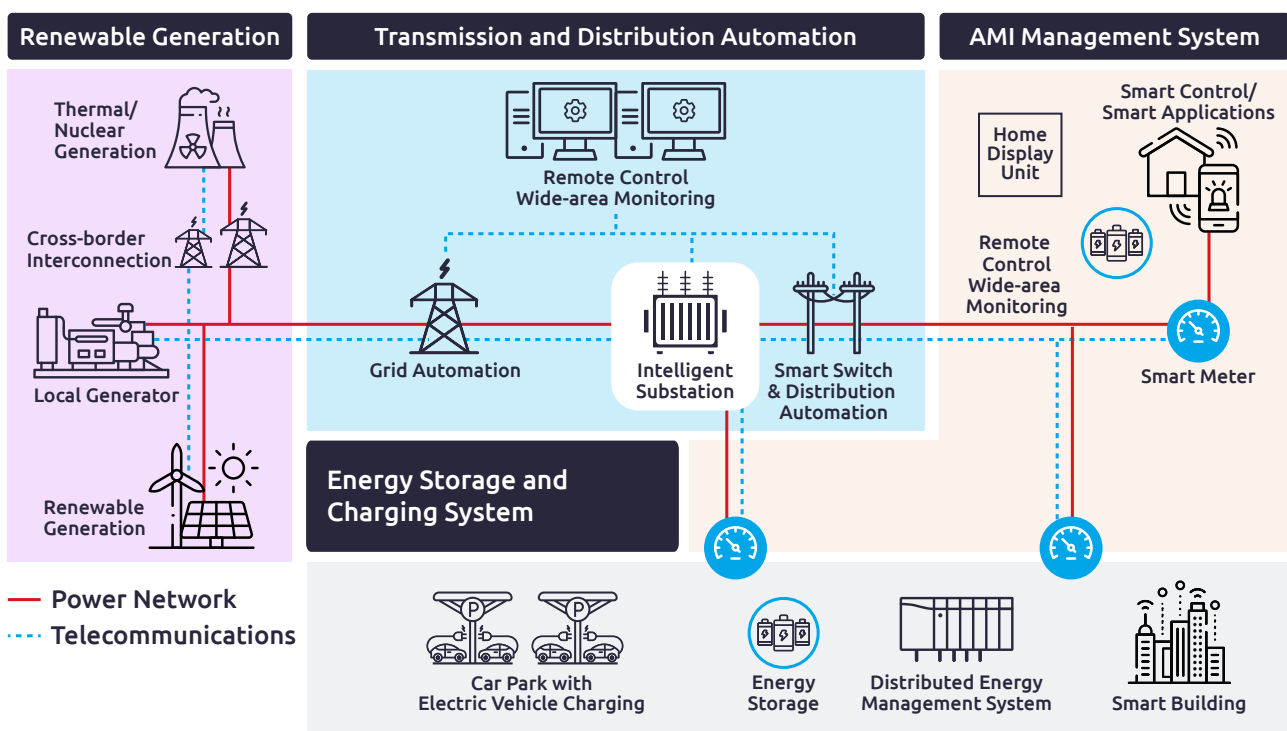 Renewable Generation
Transmission and Distribution Automation
AMI Management System
Thermal/
Nuclear
Generation
Cross-border
Interconnection
Local Generator
Renewable
Generation
Remote Control
Wide-area Monitoring
Grid Automation
Intelligent
Substation
Smart Switch
& Distribution
Automation
Home
Display
Unit
Smart Control/
Smart Applications
Remote
Control
Wide-area
Monitoring
Smart Meter
Energy Storage and
Charging System
Power Network
Telecommunications
P
P
Car Park with
Electric Vehicle Charging
Energy
Storage
Distributed Energy
Management System
Smart Building